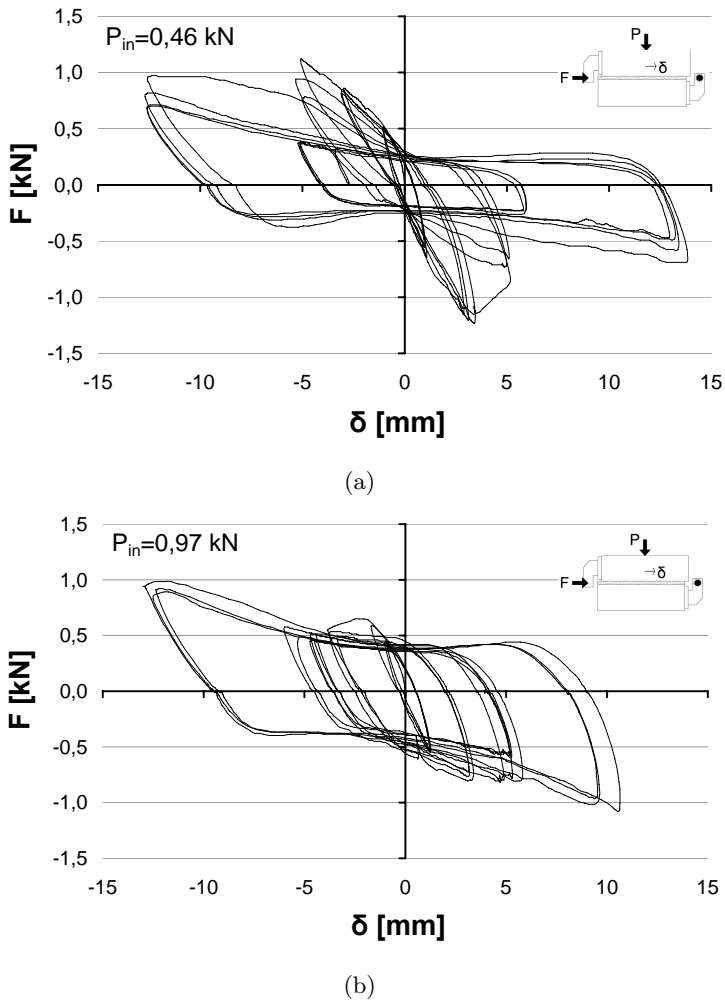 1,5
P_in=0,46 kN
P
1,0
→δ
F
0,5
F [kN]
0,0
-0,5
-1,0
-1,5
-15 -10 -5 0 5 10 15
δ [mm]
(a)
1,5
P_in=0,97 kN
P
1,0
→δ
F
0,5
F [kN]
0,0
-0,5
-1,0
-1,5
-15 -10 -5 0 5 10 15
δ [mm]
(b)